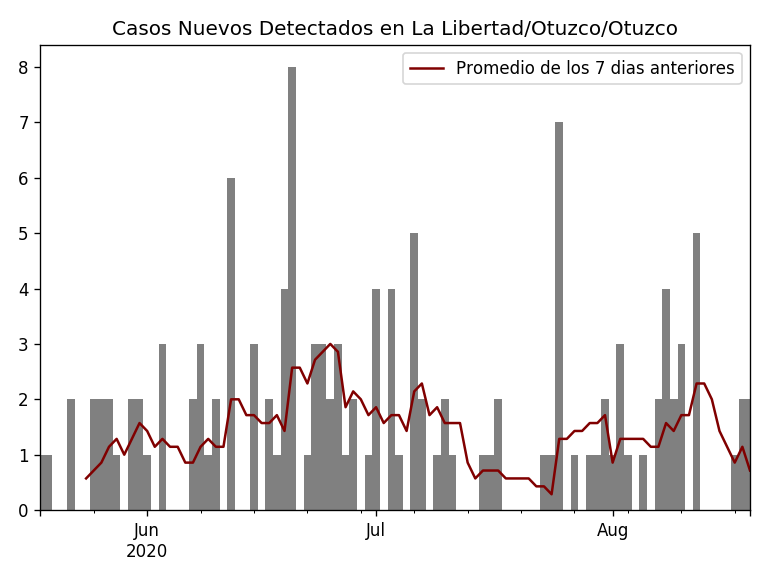 Casos Nuevos Detectados en La Libertad/Otuzco/Otuzco
Promedio de los 7 dias anteriores
8
7
6
5
4
3
2
1
0
Jun
2020
Jul
Aug